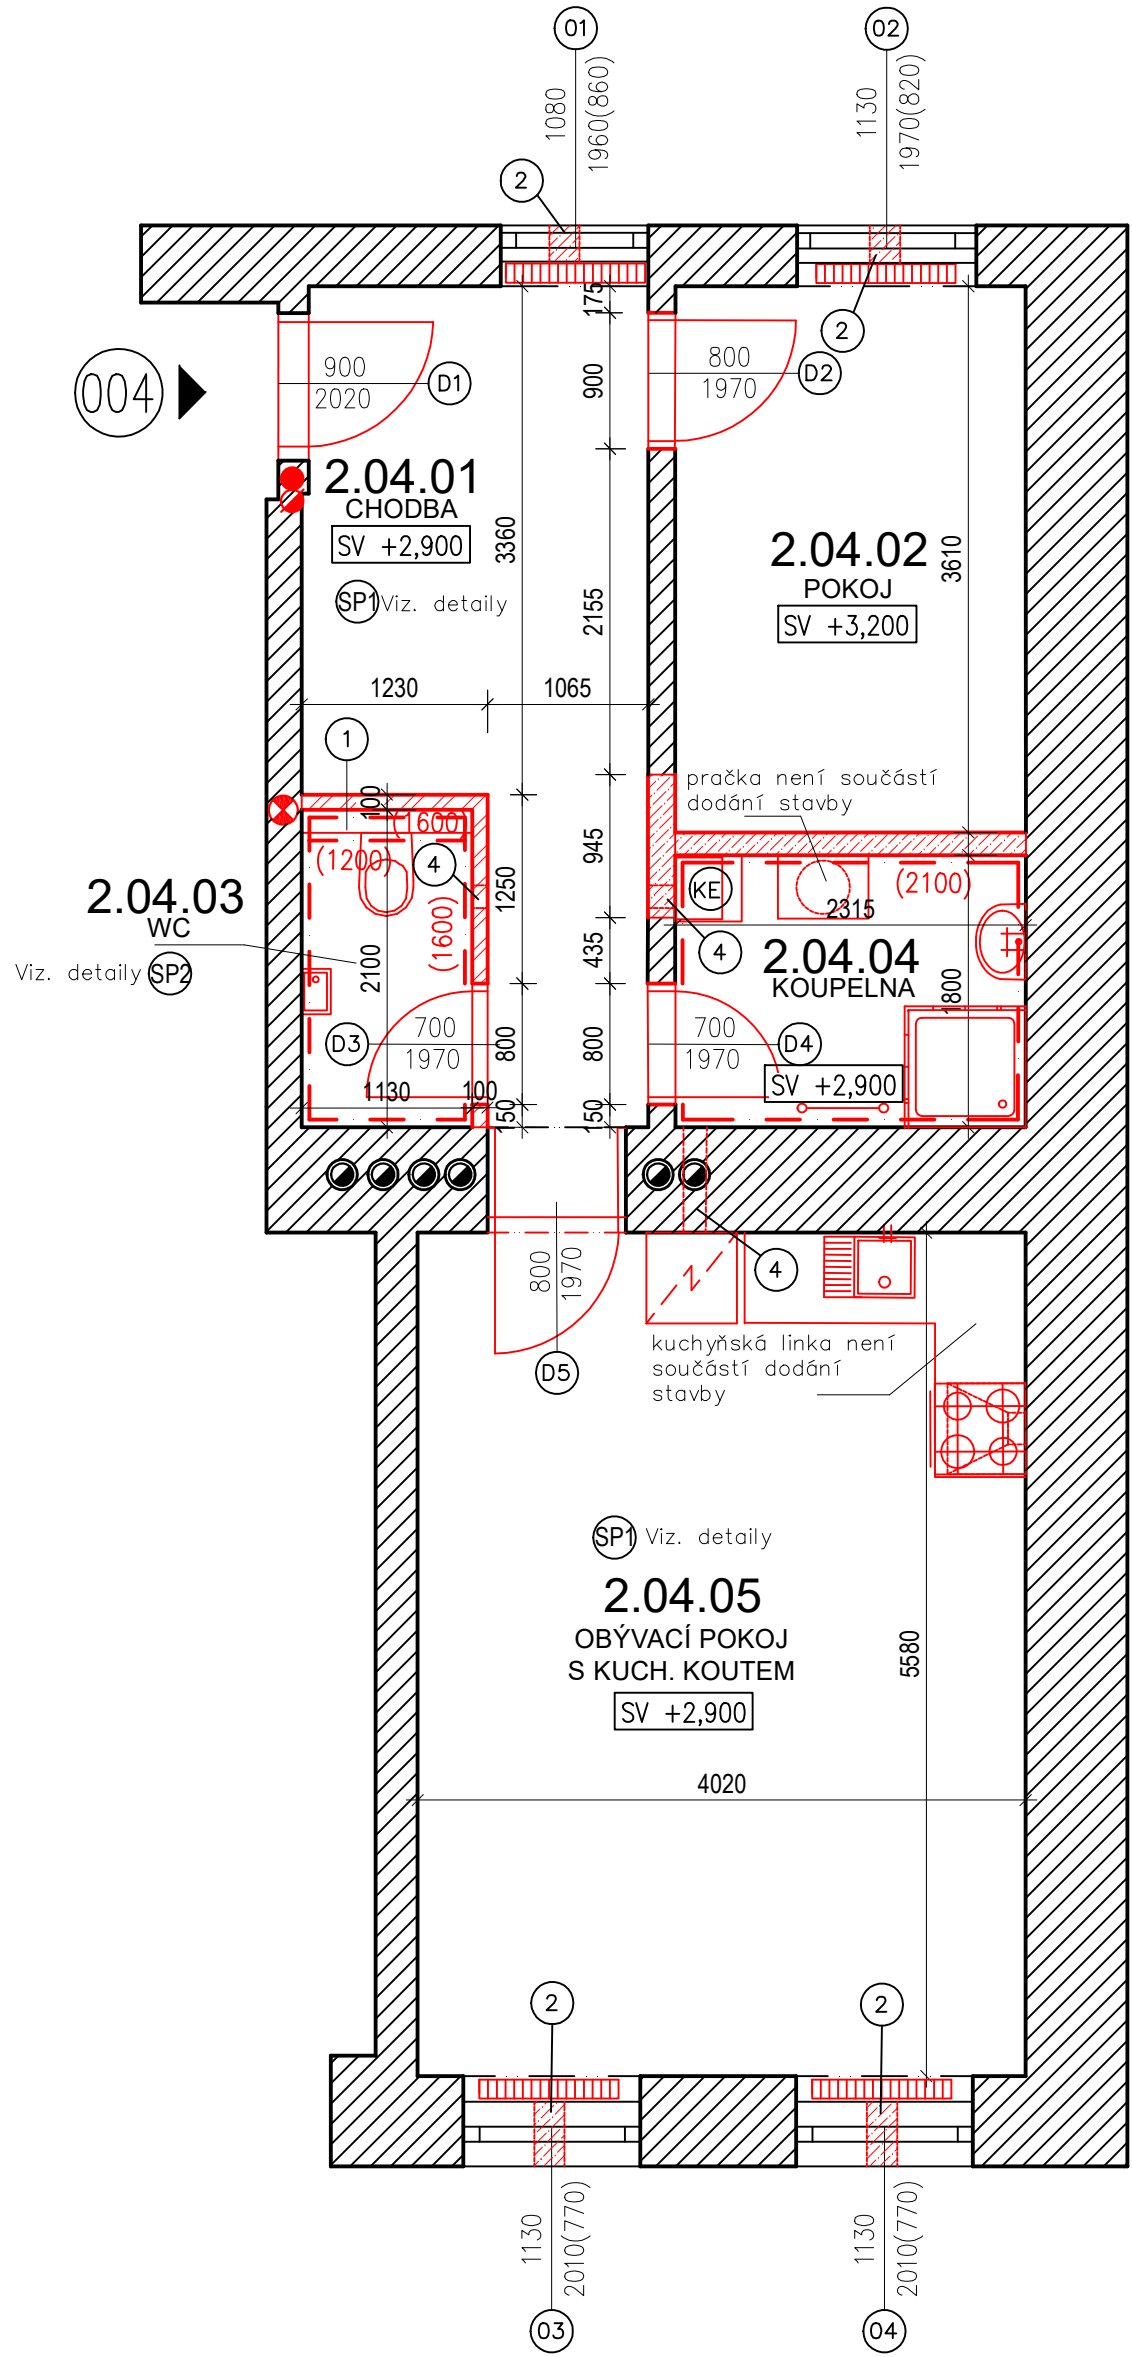 01
02
1080
1960(860)
1130
1970(820)
2
2
175
004
900
2020
D1
900
800
1970
D2
2.04.01
CHODBA
SV +2,900
SP1 Viz. detaily
3360
2155
2.04.02
POKOJ
SV +3,200
3610
1230
1065
1
pračka není součástí
dodání stavby
100
(1600)
(1200)
4
945
1250
KE
(2100)
2315
2.04.03
WC
Viz. detaily SP2
2100
(1600)
435
4
2.04.04
KOUPELNA
1800
D3
700
1970
800
800
700
1970
D4
SV +2,900
1130
100
150
150
800
1970
4
Z
D5
kuchyňská linka není
součástí dodání
stavby
SP1 Viz. detaily
2.04.05
OBÝVACÍ POKOJ
S KUCH. KOUTEM
SV +2,900
5580
4020
2
2
1130
2010(770)
1130
2010(770)
03
04